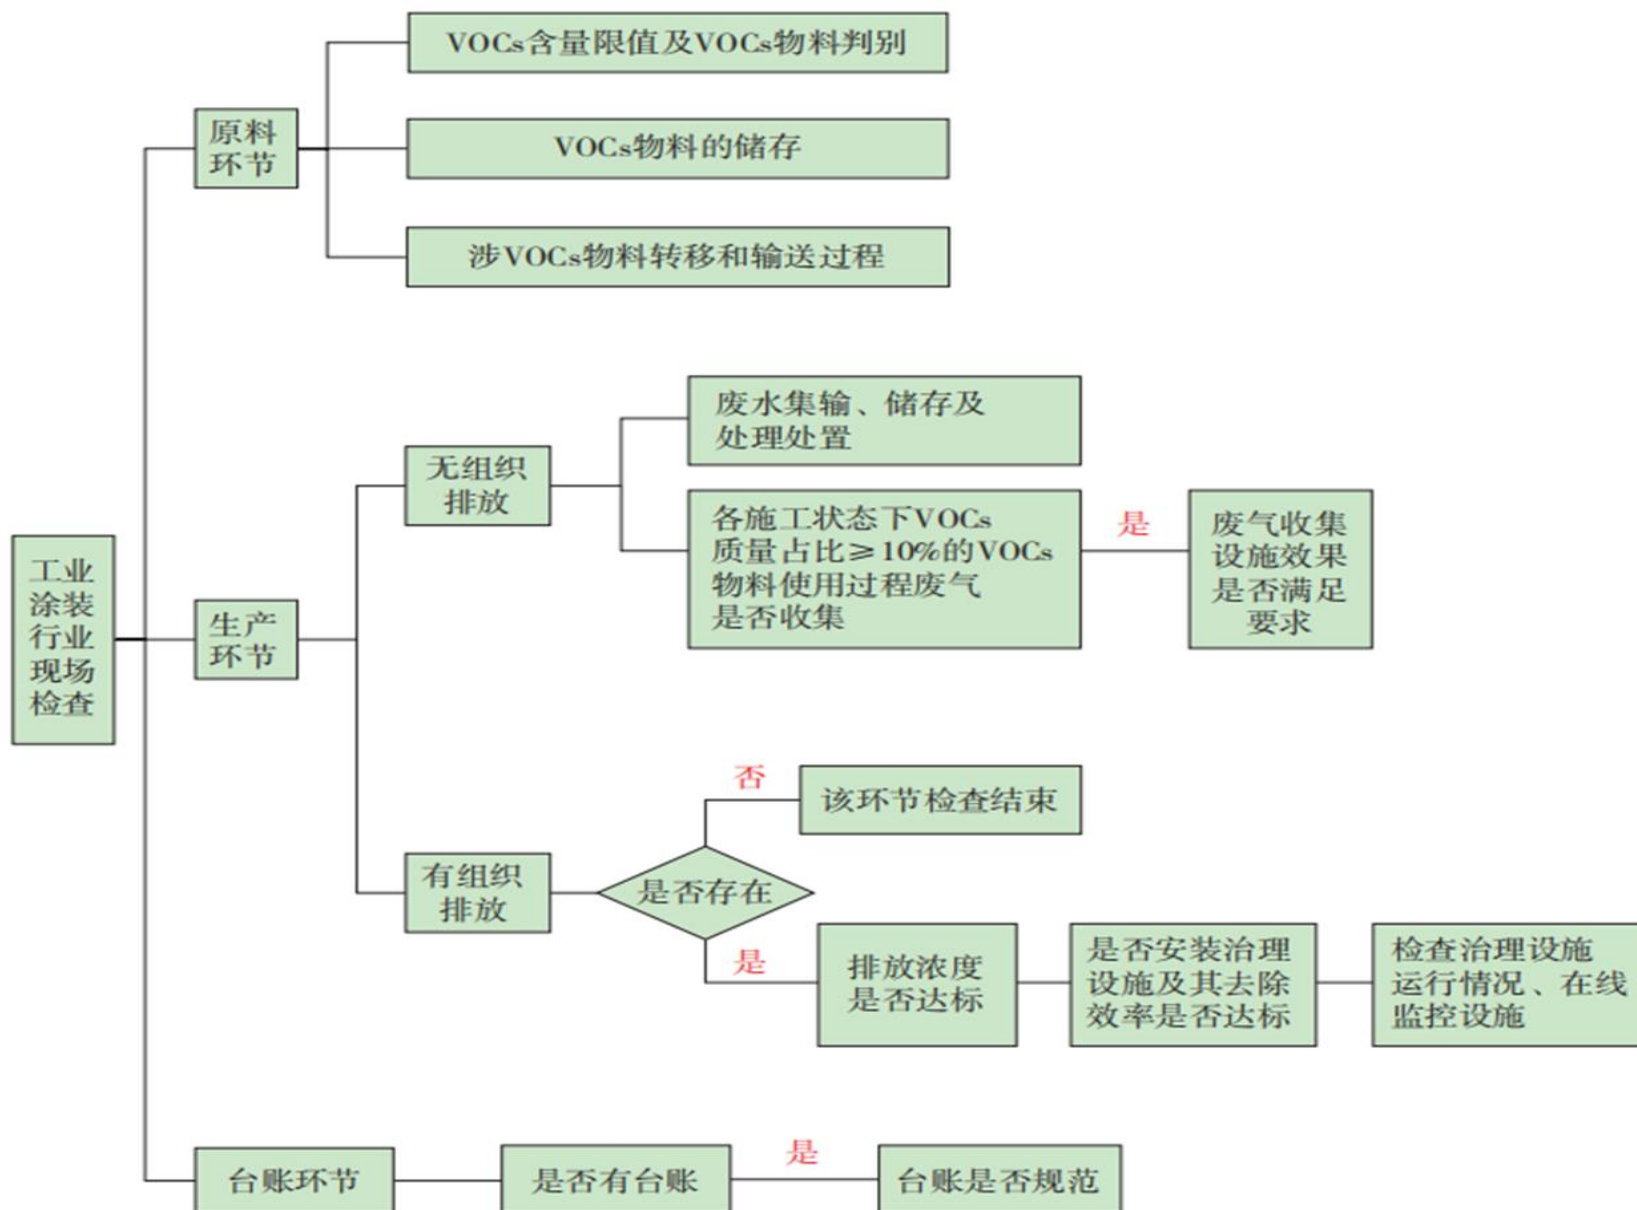 VOCs含量限值及VOCs物料判别
原料
环节
VOCs物料的储存
涉VOCs物料转移和输送过程
工业
涂装
行业
现场
检查
生产
环节
无组织
排放
废水集输、储存及
处理处置
各施工状态下VOCs
质量占比≥10%的VOCs
物料使用过程废气
是否收集
是
废气收集
设施效果
是否满足
要求
有组织
排放
是否存在
否
该环节检查结束
是
排放浓度
是否达标
是否安装治理
设施及其去除
效率是否达标
检查治理设施
运行情况、在线
监控设施
台账环节
是否有台账
是
台账是否规范